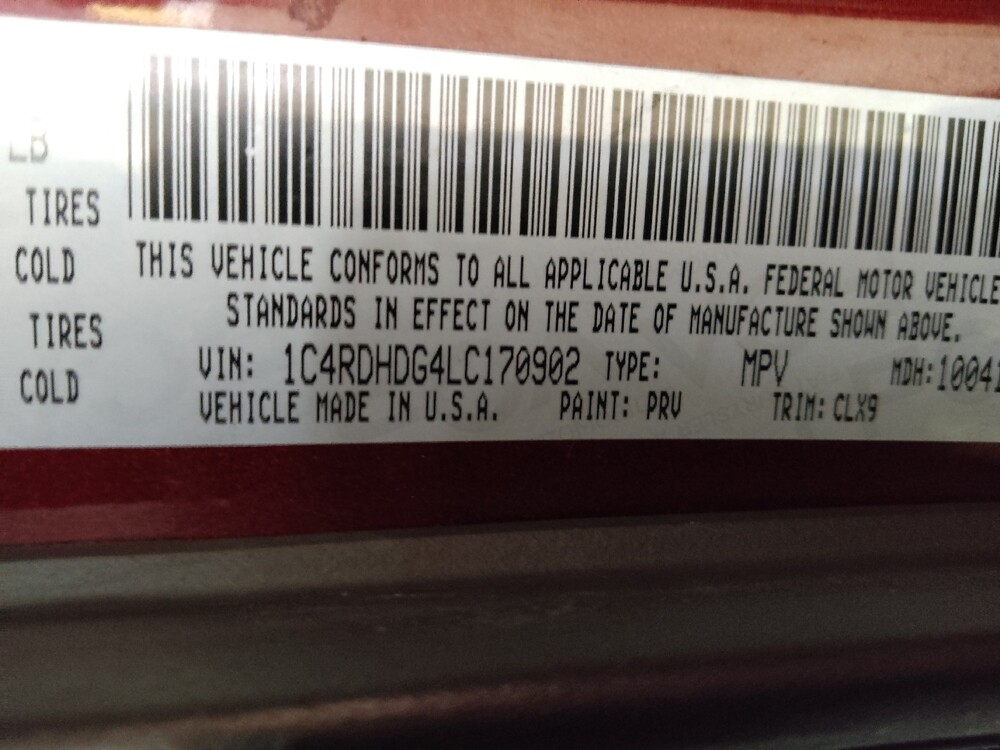 LB
TIRES
COLD
TIRES
COLD
THIS VEHICLE CONFORMS TO ALL APPLICABLE U.S.A. FEDERAL MOTOR VEHICLE
STANDARDS IN EFFECT ON THE DATE OF MANUFACTURE SHOWN ABOVE.
VIN: 1C4RDHDG4LC170902 TYPE: MPV MDH:10041
VEHICLE MADE IN U.S.A. PAINT: PRV TRIM: CLX9